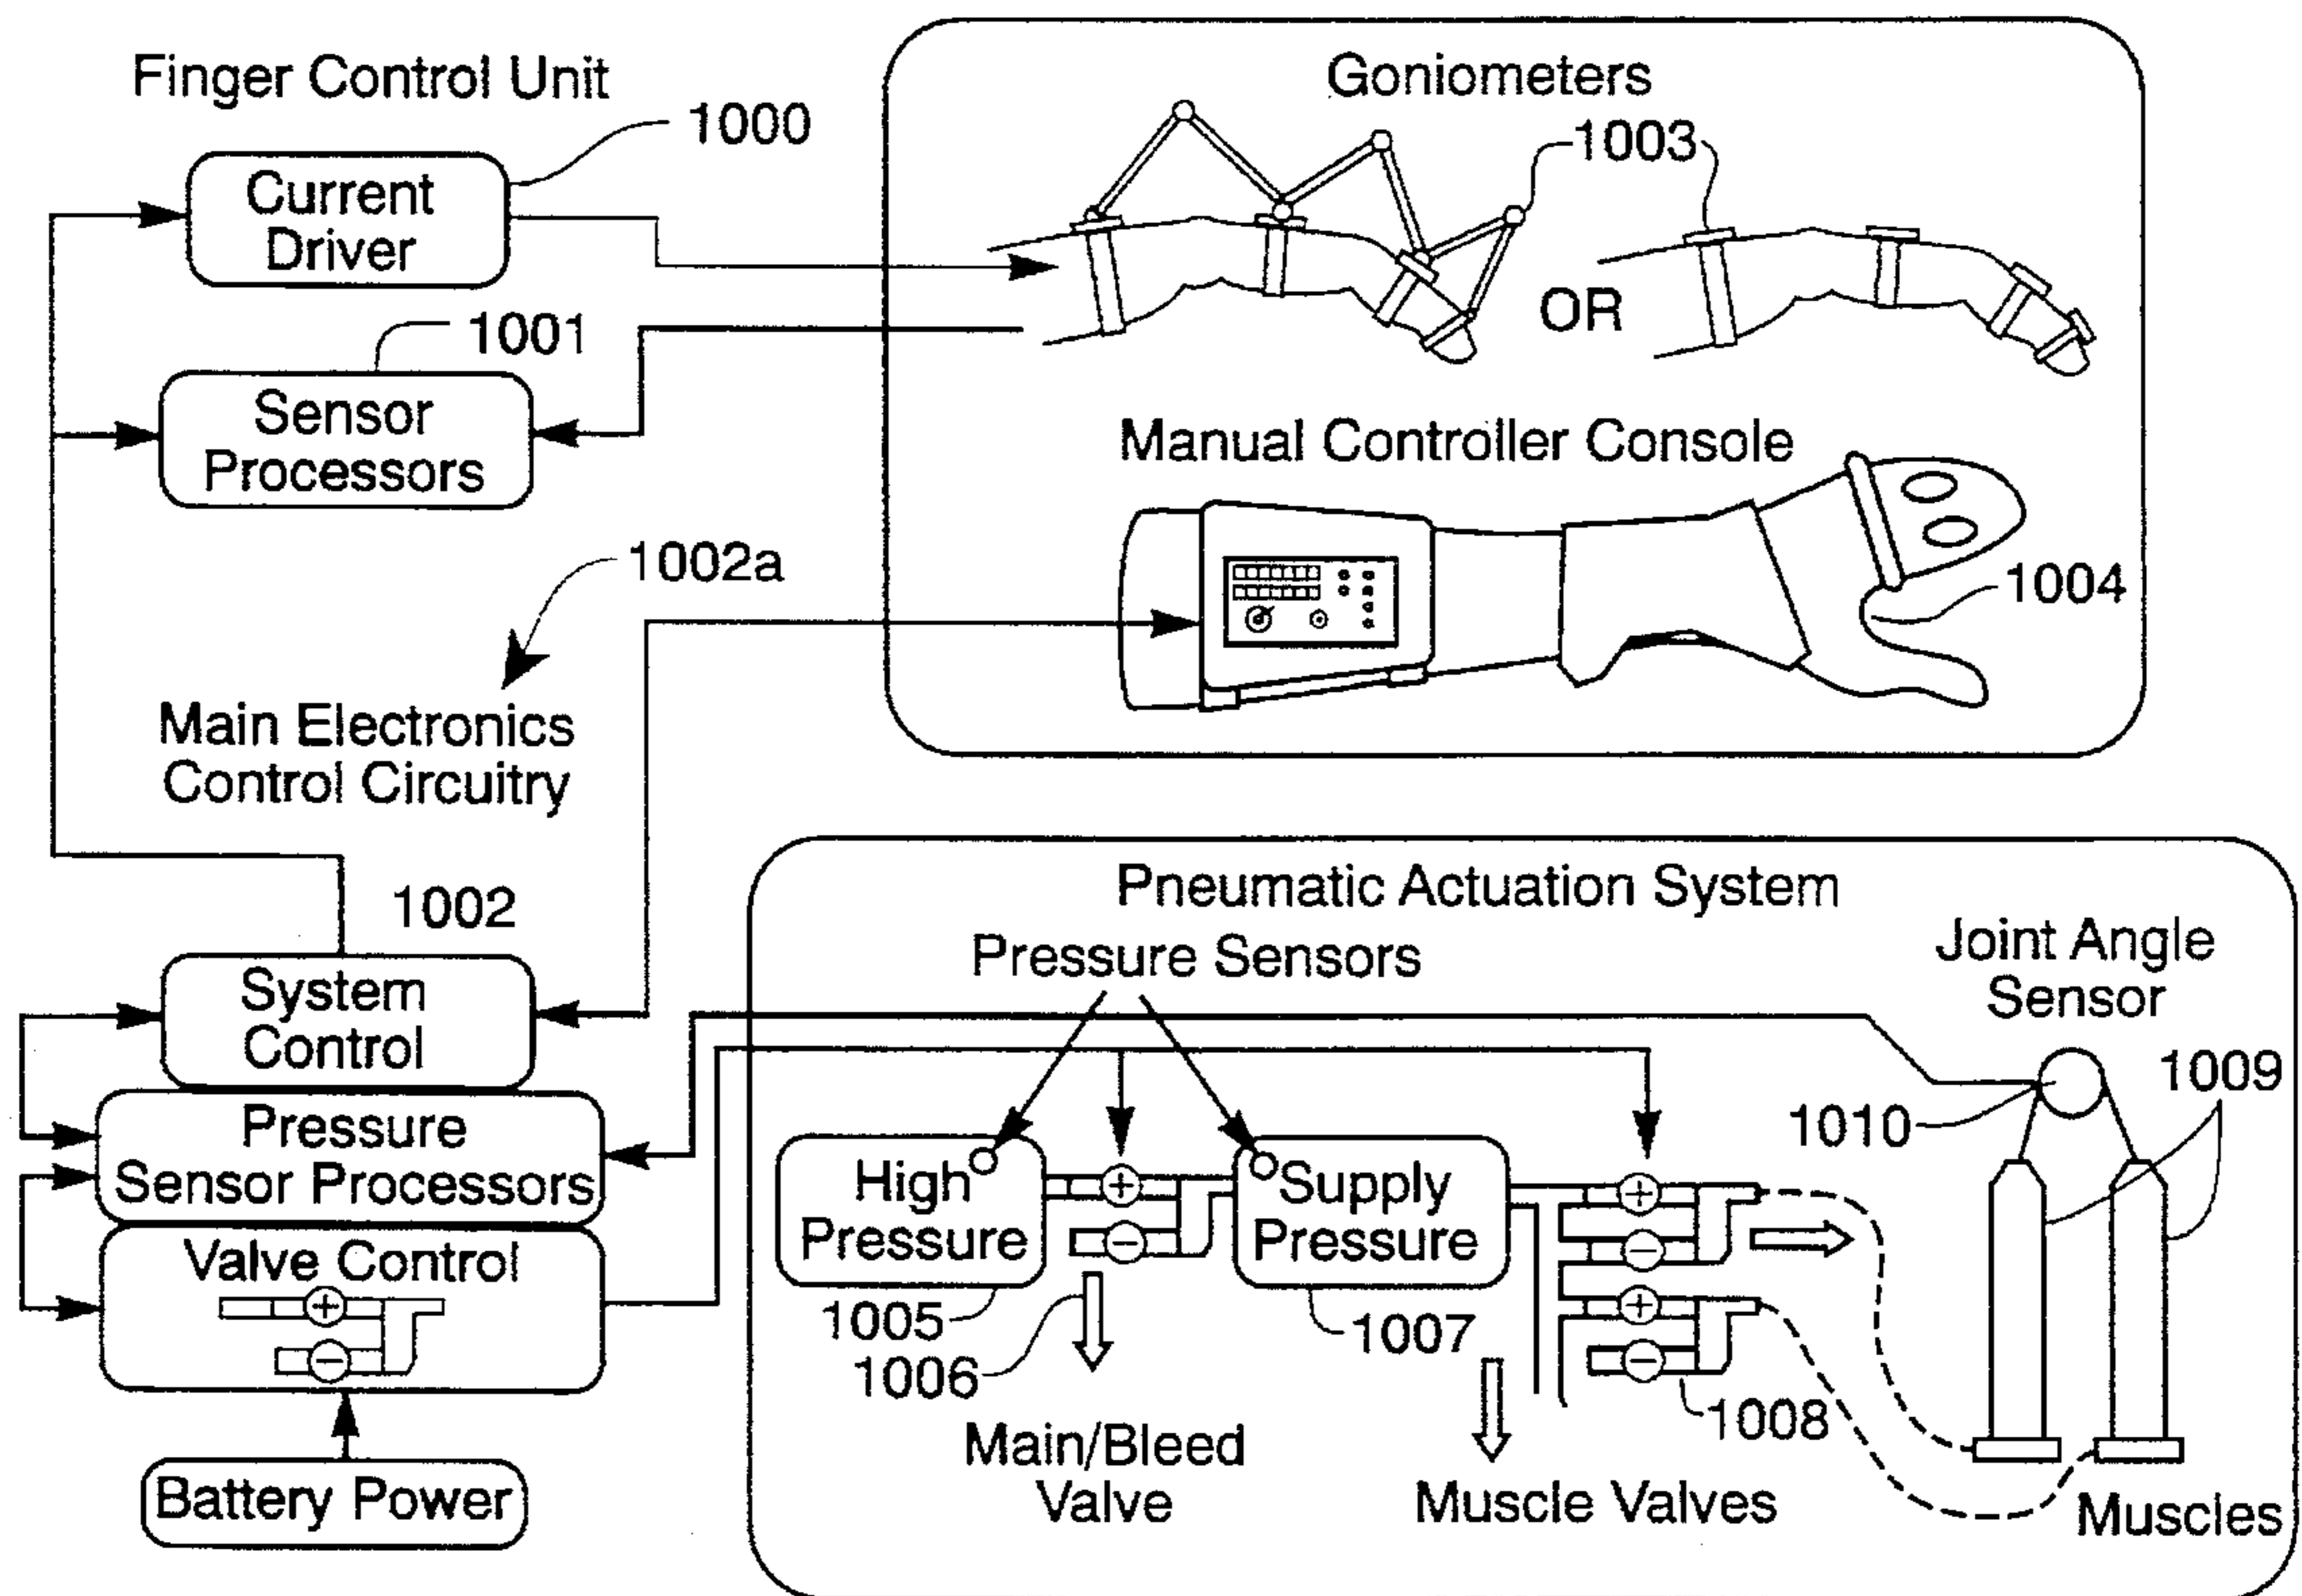 Finger Control Unit
1000
Current
Driver
1001
Sensor
Processors
1002a
Main Electronics
Control Circuitry
1002
System
Control
Pressure
Sensor Processors
Valve Control
+
−
Battery Power
Goniometers
1003
OR
Manual Controller Console
1004
Pneumatic Actuation System
Pressure Sensors
Joint Angle
Sensor
1009
1010
High
Pressure
+
−
Supply
Pressure
+
−
+
−
1005
1006
1007
1008
Main/Bleed
Valve
Muscle Valves
Muscles